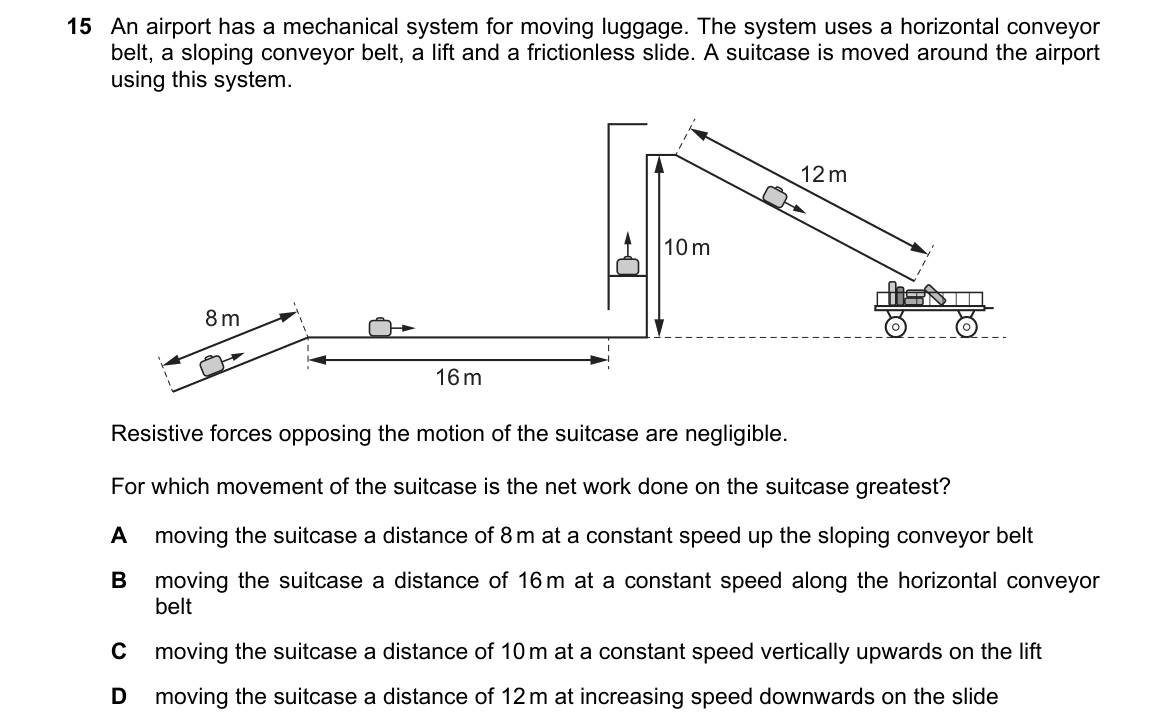 15 An airport has a mechanical system for moving luggage. The system uses a horizontal conveyor
belt, a sloping conveyor belt, a lift and a frictionless slide. A suitcase is moved around the airport
using this system.
12 m
10 m
8 m
16 m
Resistive forces opposing the motion of the suitcase are negligible.
For which movement of the suitcase is the net work done on the suitcase greatest?
A moving the suitcase a distance of 8 m at a constant speed up the sloping conveyor belt
B moving the suitcase a distance of 16 m at a constant speed along the horizontal conveyor
belt
C moving the suitcase a distance of 10 m at a constant speed vertically upwards on the lift
D moving the suitcase a distance of 12 m at increasing speed downwards on the slide